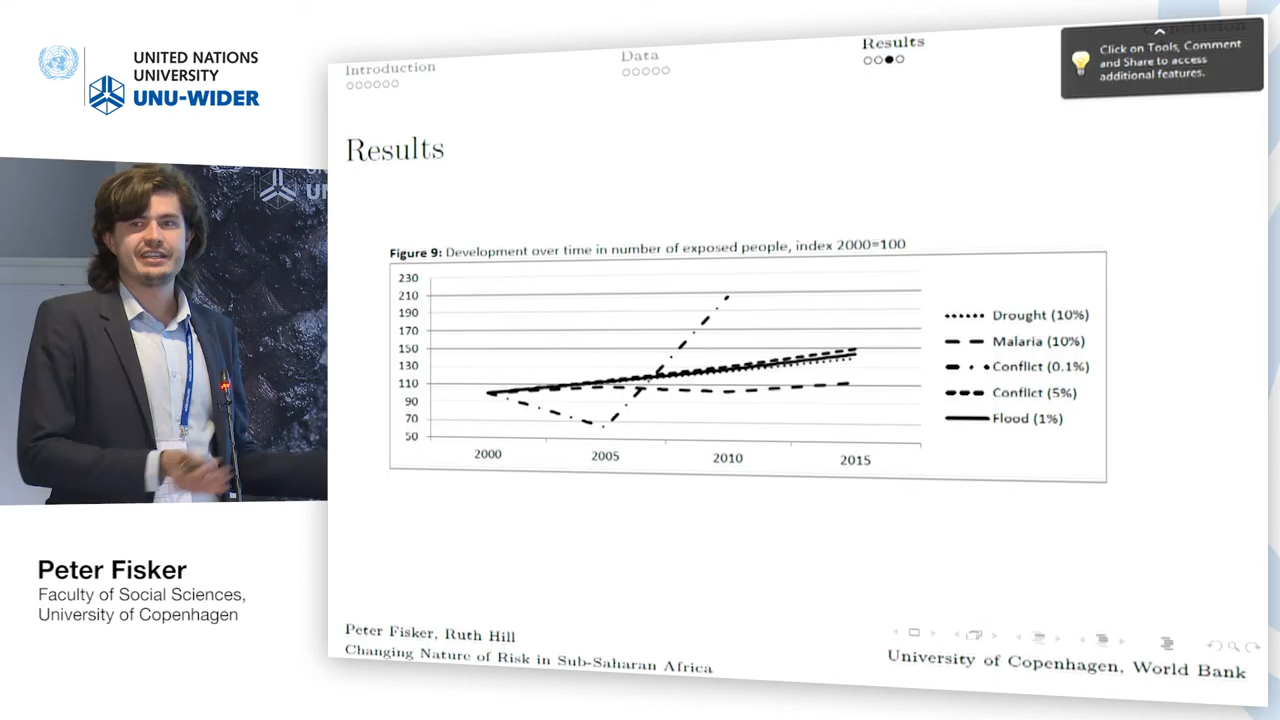 UNITED NATIONS
UNIVERSITY
UNU-WIDER
Peter Fisker
Faculty of Social Sciences,
University of Copenhagen
Introduction
Data
Results
Conclusion
Click on Tools, Comment
and Share to access
additional features.
Results
Figure 9: Development over time in number of exposed people, index 2000=100
230
210
190
170
150
130
110
90
70
50
2000
2005
2010
2015
Drought (10%)
Malaria (10%)
Conflict (0.1%)
Conflict (5%)
Flood (1%)
Peter Fisker, Ruth Hill
Changing Nature of Risk in Sub-Saharan Africa
University of Copenhagen, World Bank